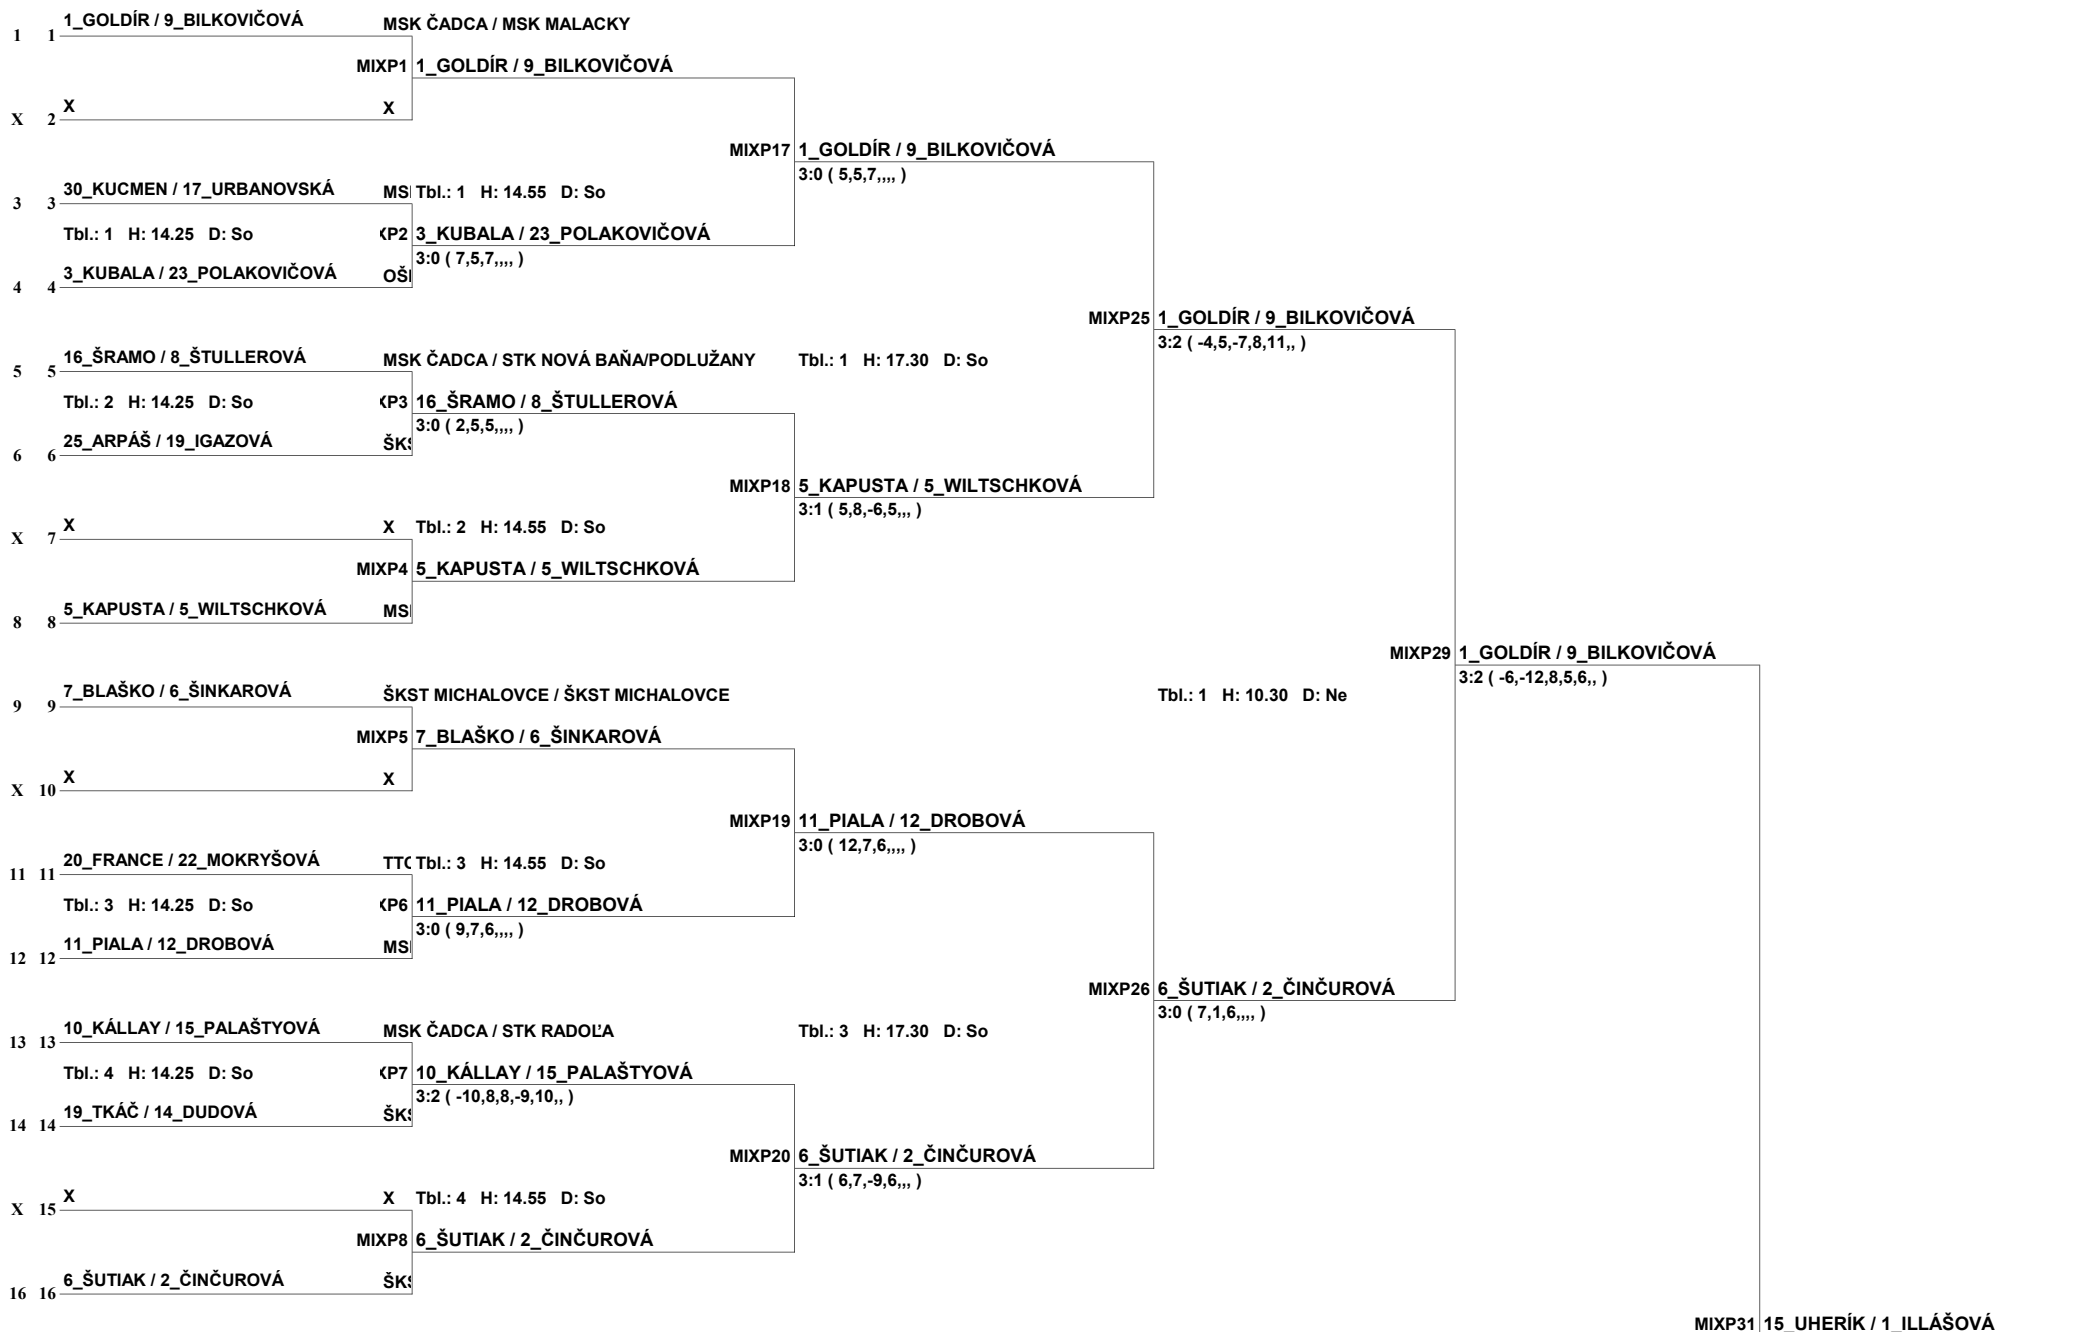 1_GOLDÍR / 9_BILKOVIČOVÁ MSK ČADCA / MSK MALACKY
1 1
MIXP1 1_GOLDÍR / 9_BILKOVIČOVÁ
X X
X 2
MIXP17 1_GOLDÍR / 9_BILKOVIČOVÁ
3:0 ( 5,5,7,,,, )
30_KUCMEN / 17_URBANOVSKÁ MS Tbl.: 1 H: 14.55 D: So
3 3
Tbl.: 1 H: 14.25 D: So XP2 3_KUBALA / 23_POLAKOVIČOVÁ
3:0 ( 7,5,7,,,, )
3_KUBALA / 23_POLAKOVIČOVÁ OŠ
4 4
MIXP25 1_GOLDÍR / 9_BILKOVIČOVÁ
3:2 ( -4,5,-7,8,11,, )
16_ŠRAMO / 8_ŠTULLEROVÁ MSK ČADCA / STK NOVÁ BAŇA/PODLUŽANY Tbl.: 1 H: 17.30 D: So
5 5
Tbl.: 2 H: 14.25 D: So XP3 16_ŠRAMO / 8_ŠTULLEROVÁ
3:0 ( 2,5,5,,,, )
25_ARPÁŠ / 19_IGAZOVÁ ŠKS
6 6
MIXP18 5_KAPUSTA / 5_WILTSCHKOVÁ
3:1 ( 5,8,-6,5,,, )
X X Tbl.: 2 H: 14.55 D: So
X 7
MIXP4 5_KAPUSTA / 5_WILTSCHKOVÁ
5_KAPUSTA / 5_WILTSCHKOVÁ MS
8 8
MIXP29 1_GOLDÍR / 9_BILKOVIČOVÁ
3:2 ( -6,-12,8,5,6,, )
7_BLAŠKO / 6_ŠINKAROVÁ ŠKST MICHALOVCE / ŠKST MICHALOVCE Tbl.: 1 H: 10.30 D: Ne
9 9
MIXP5 7_BLAŠKO / 6_ŠINKAROVÁ
X X
X 10
MIXP19 11_PIALA / 12_DROBOVÁ
3:0 ( 12,7,6,,,, )
20_FRANCE / 22_MOKRYŠOVÁ TTC Tbl.: 3 H: 14.55 D: So
11 11
Tbl.: 3 H: 14.25 D: So XP6 11_PIALA / 12_DROBOVÁ
3:0 ( 9,7,6,,,, )
11_PIALA / 12_DROBOVÁ MS
12 12
MIXP26 6_ŠUTIAK / 2_ČINČUROVÁ
3:0 ( 7,1,6,,,, )
10_KÁLLAY / 15_PALAŠTYOVÁ MSK ČADCA / STK RADOĽA Tbl.: 3 H: 17.30 D: So
13 13
Tbl.: 4 H: 14.25 D: So XP7 10_KÁLLAY / 15_PALAŠTYOVÁ
3:2 ( -10,8,8,-9,10,, )
19_TKÁČ / 14_DUDOVÁ ŠKS
14 14
MIXP20 6_ŠUTIAK / 2_ČINČUROVÁ
3:1 ( 6,7,-9,6,,, )
X X Tbl.: 4 H: 14.55 D: So
X 15
MIXP8 6_ŠUTIAK / 2_ČINČUROVÁ
6_ŠUTIAK / 2_ČINČUROVÁ ŠKS
16 16
MIXP31 15_UHERÍK / 1_ILLÁŠOVÁ